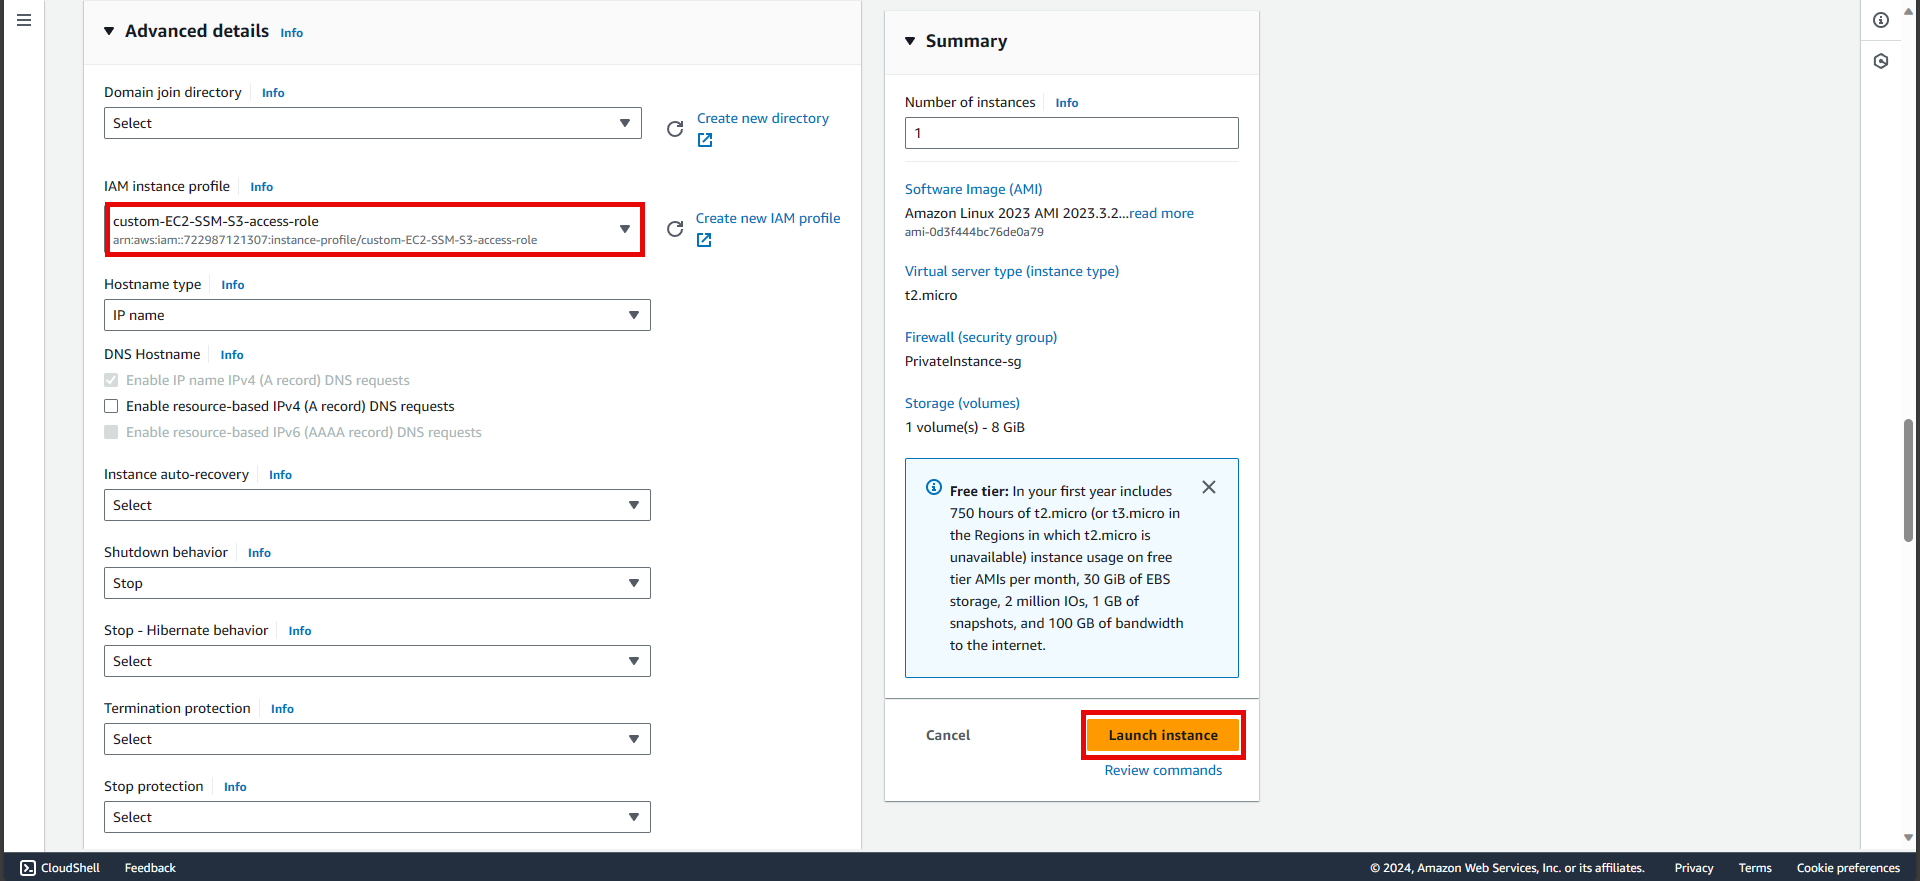 Advanced details Info
Domain join directory Info
Select
Create new directory
IAM instance profile Info
custom-EC2-SSM-S3-access-role
arn:aws:iam::722987121307:instance-profile/custom-EC2-SSM-S3-access-role
Create new IAM profile
Hostname type Info
IP name
DNS Hostname Info
Enable IP name IPv4 (A record) DNS requests
Enable resource-based IPv4 (A record) DNS requests
Enable resource-based IPv6 (AAAA record) DNS requests
Instance auto-recovery Info
Select
Shutdown behavior Info
Stop
Stop - Hibernate behavior Info
Select
Termination protection Info
Select
Stop protection Info
Select
Summary
Number of instances Info
1
Software Image (AMI)
Amazon Linux 2023 AMI 2023.3.2...read more
ami-0d3f444bc76de0a79
Virtual server type (instance type)
t2.micro
Firewall (security group)
PrivateInstance-sg
Storage (volumes)
1 volume(s) - 8 GiB
Free tier: In your first year includes
750 hours of t2.micro (or t3.micro in
the Regions in which t2.micro is
unavailable) instance usage on free
tier AMIs per month, 30 GiB of EBS
storage, 2 million IOs, 1 GB of
snapshots, and 100 GB of bandwidth
to the internet.
Cancel
Launch instance
Review commands
CloudShell Feedback © 2024, Amazon Web Services, Inc. or its affiliates. Privacy Terms Cookie preferences